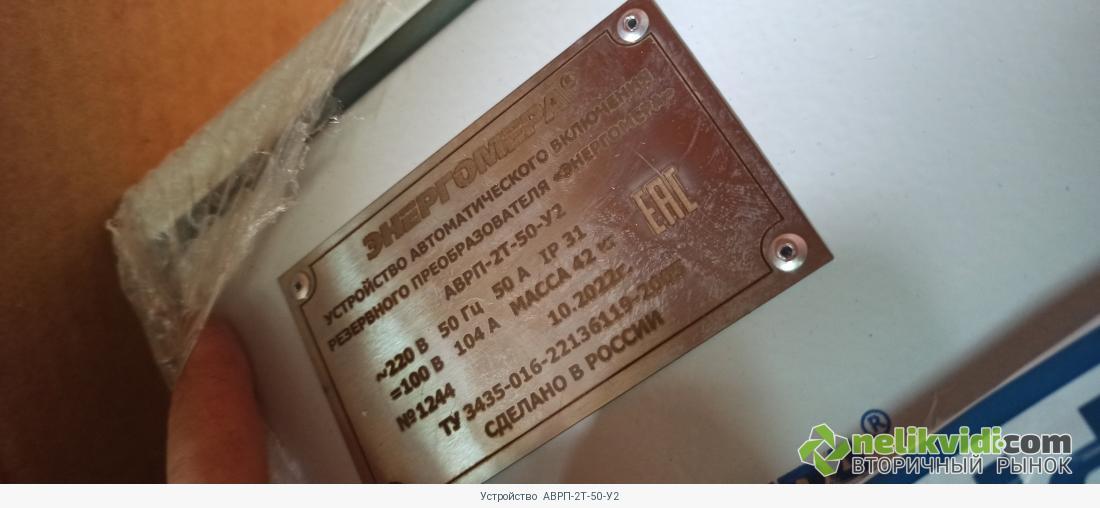 ЭНЕРГОМЕРА®
УСТРОЙСТВО АВТОМАТИЧЕСКОГО ВКЛЮЧЕНИЯ
РЕЗЕРВНОГО ПРЕОБРАЗОВАТЕЛЯ «ЭНЕРГОМЕРА»
АВРП-2Т-50-У2
~220 В 50 Гц 50 А IP 31
=100 В 104 А МАССА 42 кг
№ 1244 10.2022г.
ТУ 3435-016-22136119-2005
СДЕЛАНО В РОССИИ
EAC
®
nelikvidi.com
ВТОРИЧНЫЙ РЫНОК
Устройство АВРП-2Т-50-У2